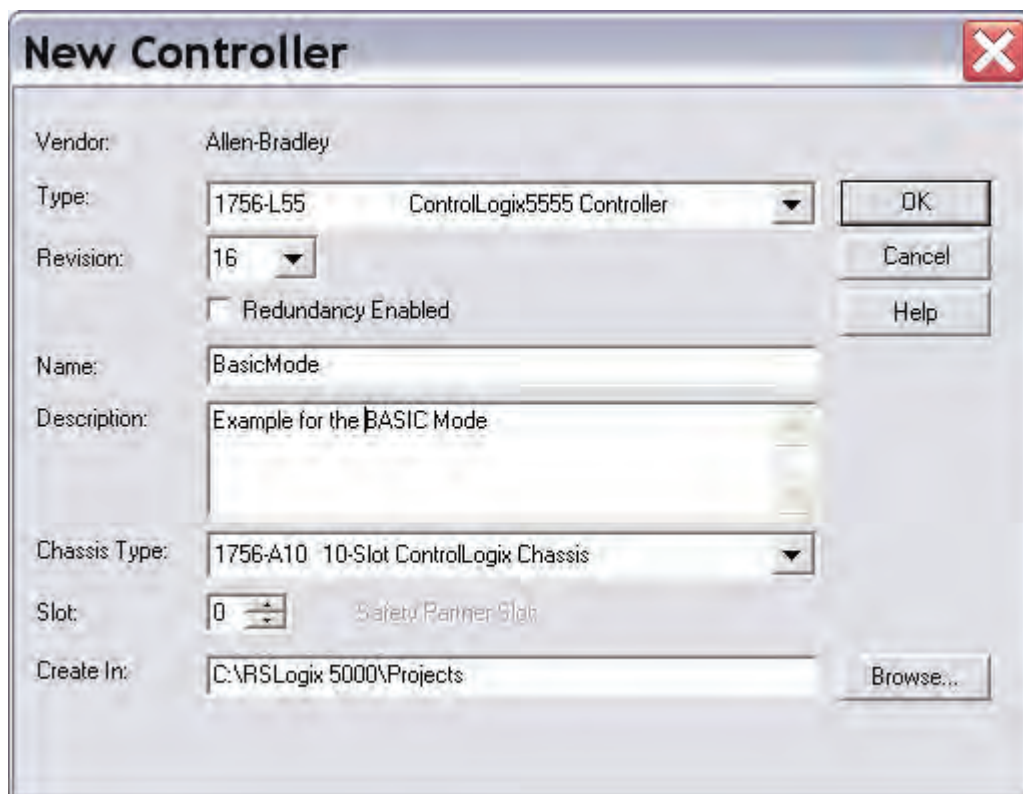 New Controller
Vendor: Allen-Bradley
Type: 1756-L55 ControlLogix5555 Controller OK
Revision: 16 Cancel
Redundancy Enabled Help
Name: BasicMode
Description: Example for the BASIC Mode
Chassis Type: 1756-A10 10-Slot ControlLogix Chassis
Slot: 0 Safety Partner Slot
Create In: C:\RSLogix 5000\Projects Browse...